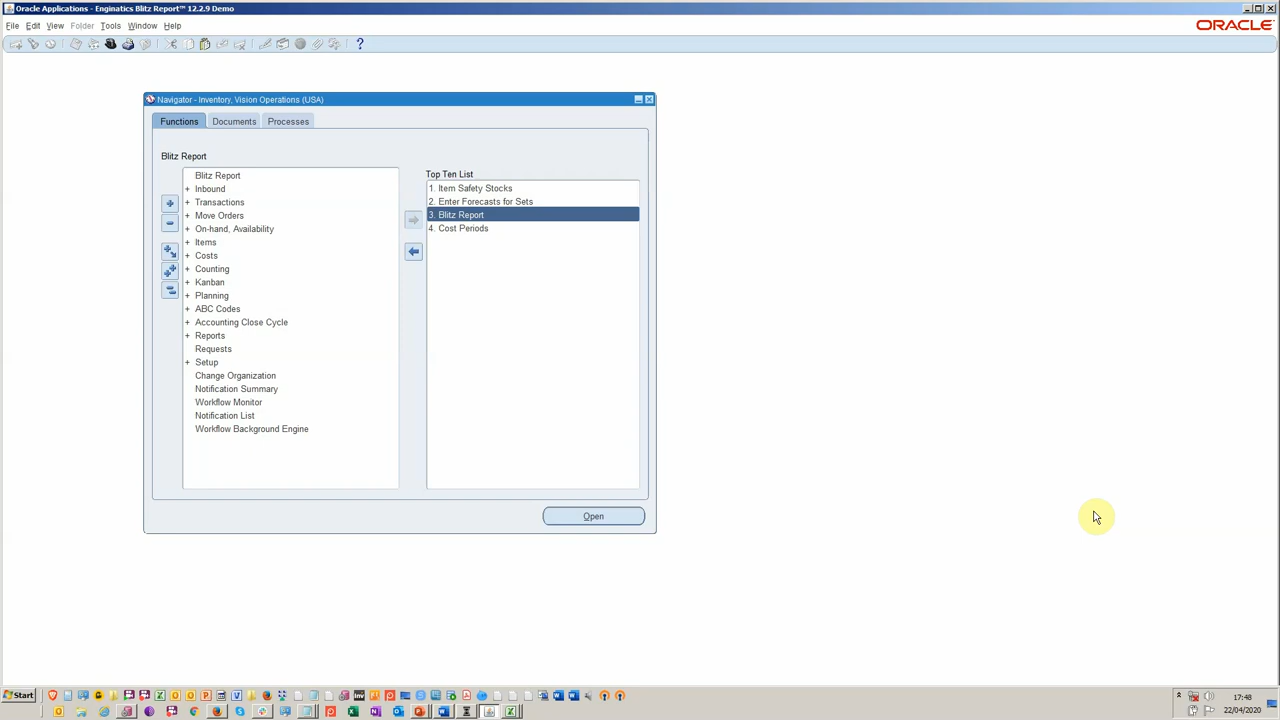 Oracle Applications - Enginatics Blitz Report™ 12.2.9 Demo
File Edit View Folder Tools Window Help
ORACLE
Navigator - Inventory, Vision Operations (USA)
Functions Documents Processes
Blitz Report
Top Ten List
Blitz Report
+ Inbound
+ Transactions
+ Move Orders
+ On-hand, Availability
+ Items
+ Costs
+ Counting
+ Kanban
+ Planning
+ ABC Codes
+ Accounting Close Cycle
+ Reports
Requests
+ Setup
Change Organization
Notification Summary
Workflow Monitor
Notification List
Workflow Background Engine
1. Item Safety Stocks
2. Enter Forecasts for Sets
3. Blitz Report
4. Cost Periods
Open
Start
17:48
22/04/2020